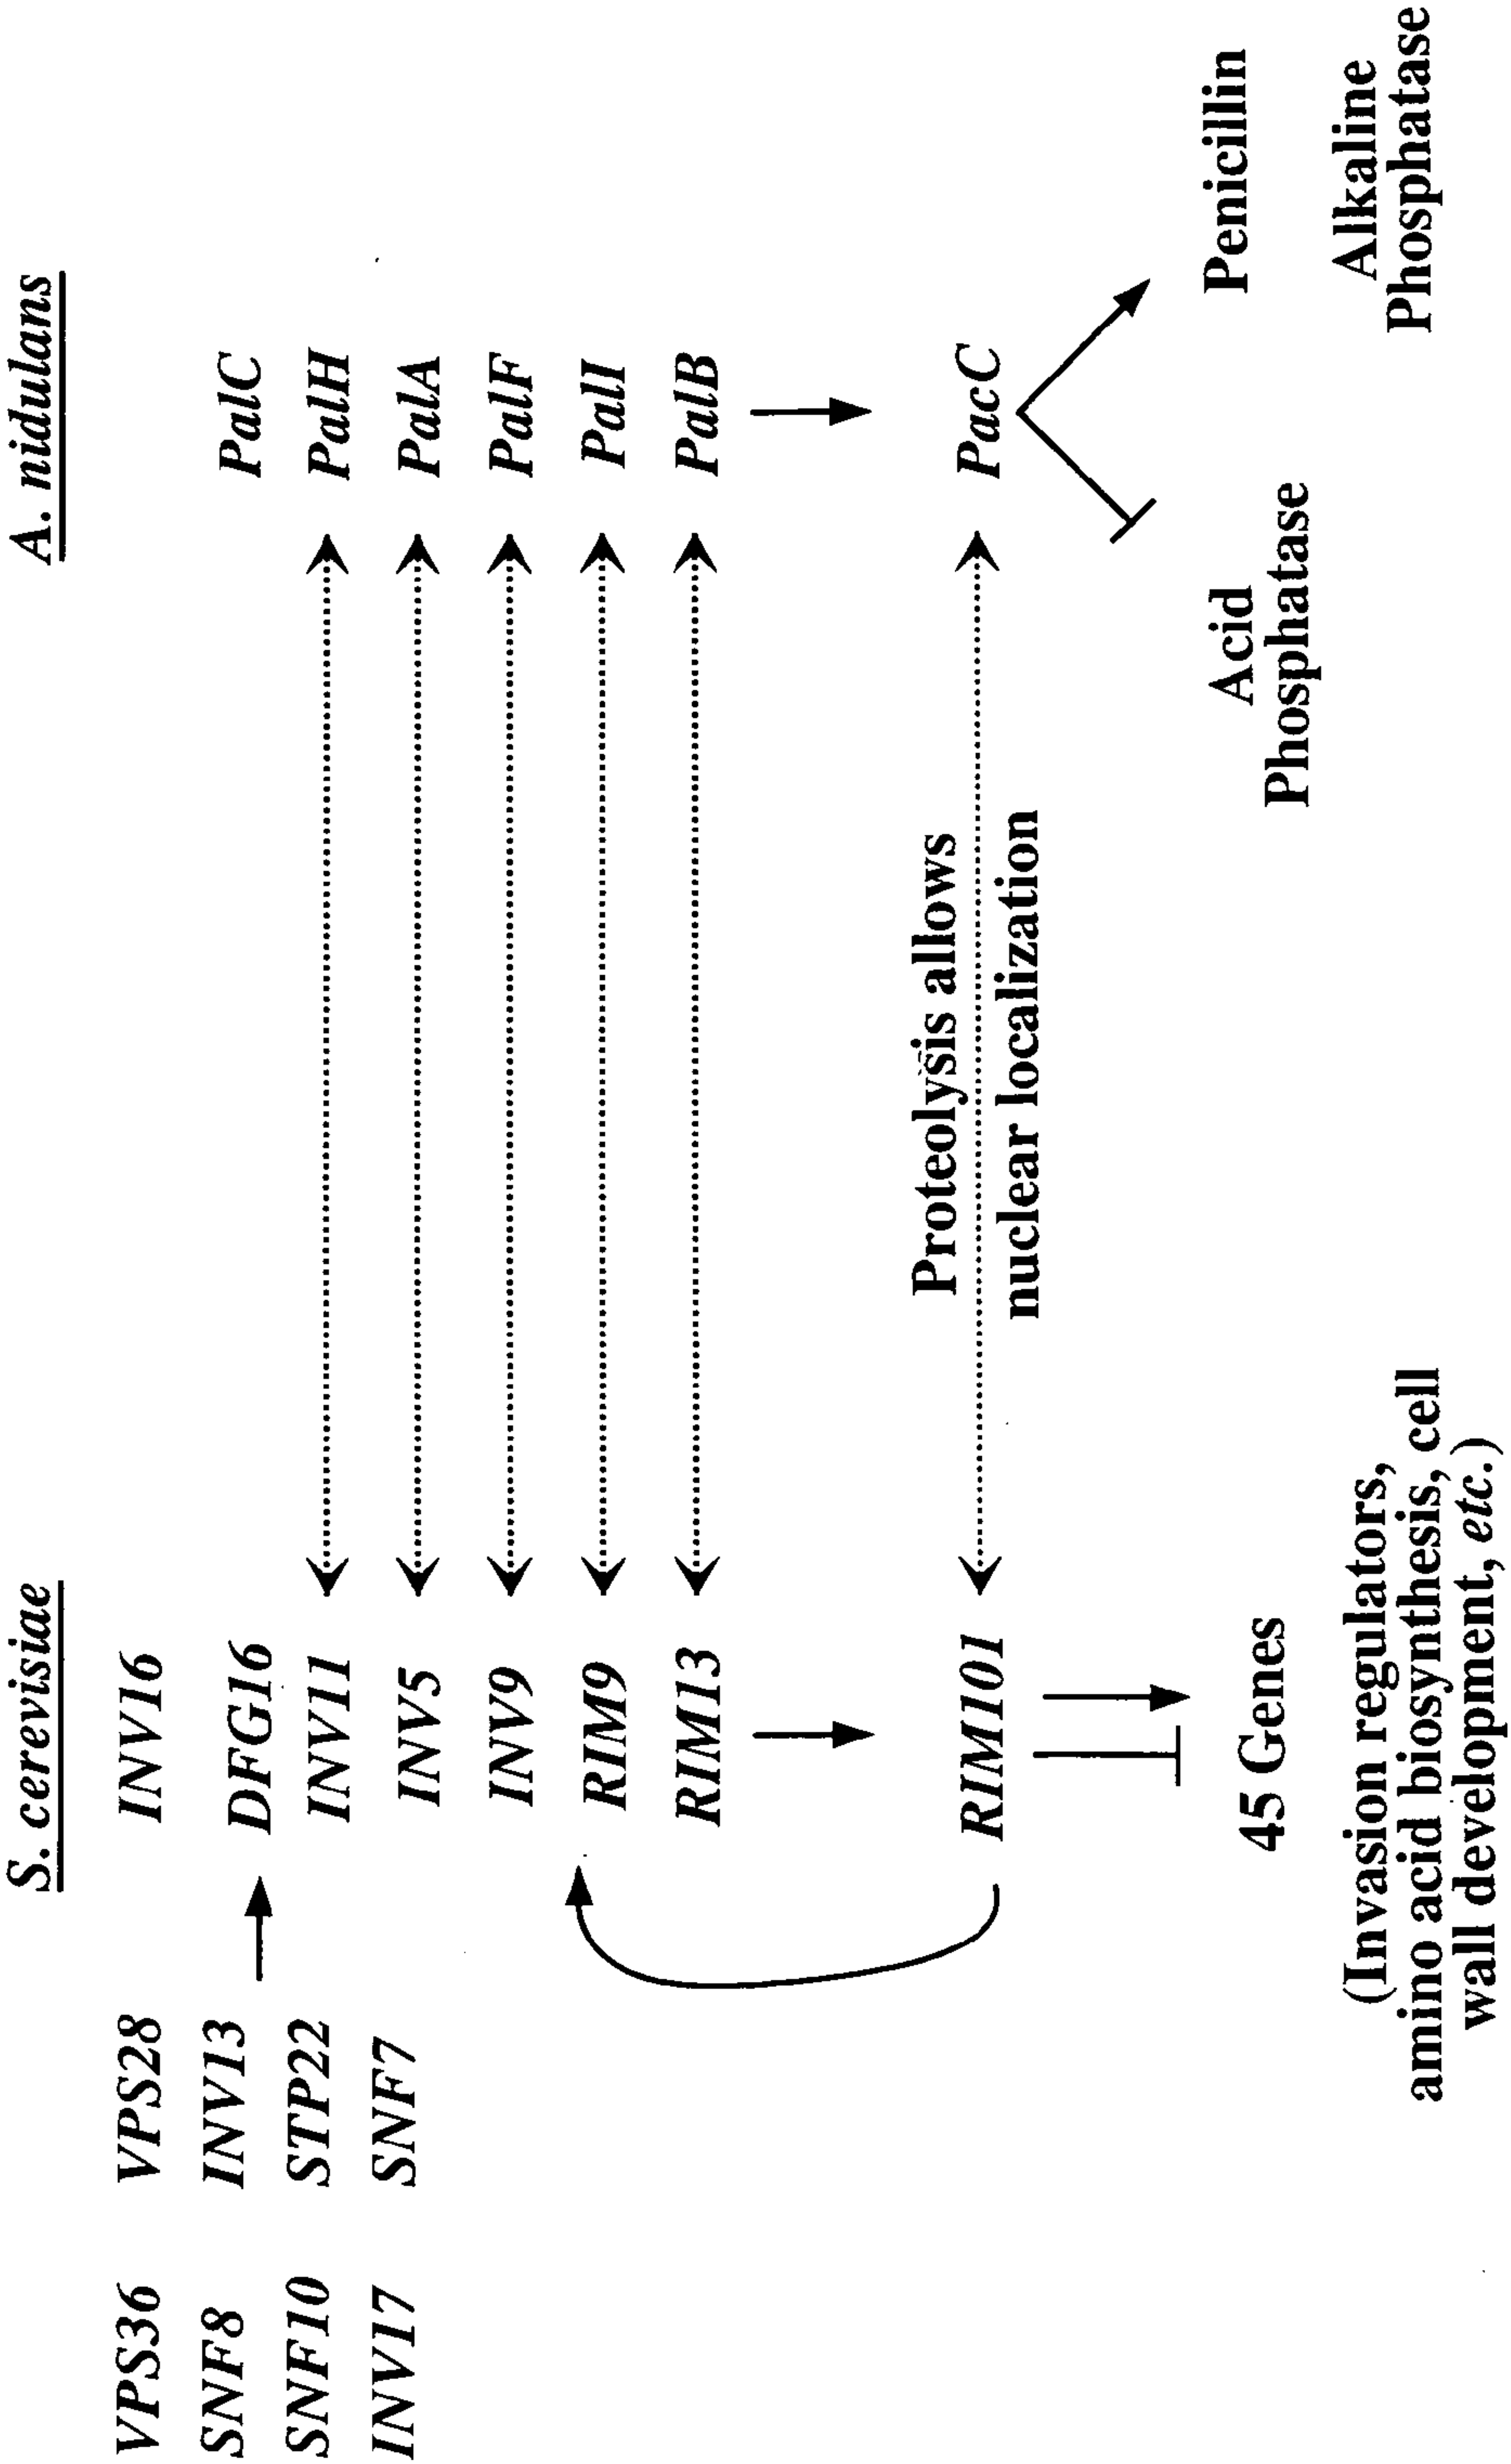 S. cerevisiae
A. nidulans
VPS36 VPS28 INV16
SNF8 INV13 DFG16 PalC
SNF10 STP22 INV11 PalH
INV17 SNF7 INV5 PalA
INV9 PalF
RIM9 PalI
RIM13 PalB
Proteolysis allows
RIM101 PacC
nuclear localization
45 Genes
(Invasion regulators,
amino acid biosynthesis, cell
wall development, etc.)
Acid
Phosphatase
Penicillin
Alkaline
Phosphatase